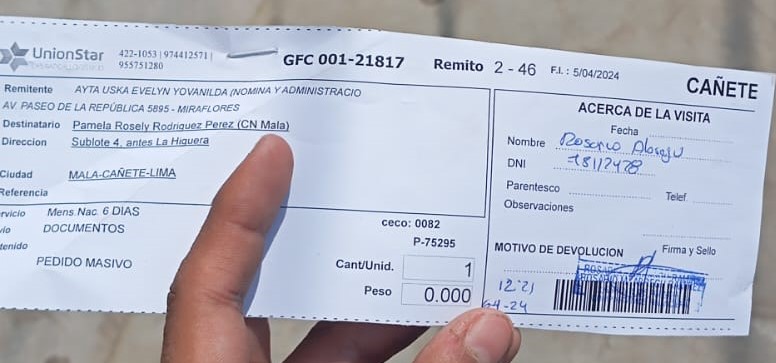 UnionStar
422-1053 | 974412571 |
955751280
GFC 001-21817
Remito 2 - 46 F.I. : 5/04/2024
CAÑETE
Remitente AYTA USKA EVELYN YOVANILDA (NOMINA Y ADMINISTRACIO
AV. PASEO DE LA REPÚBLICA 5895 - MIRAFLORES
Destinatario Pamela Rosely Rodriguez Perez (CN Mala)
Direccion Sublote 4, antes La Higuera
Ciudad MALA-CAÑETE-LIMA
Referencia
ervicio Mens.Nac. 6 DIAS
vío DOCUMENTOS
tenido
PEDIDO MASIVO
ceco: 0082
P-75295
Cant/Unid. 1
Peso 0.000
ACERCA DE LA VISITA
Fecha
Nombre Rosario
DNI
Parentesco Telef
Observaciones
MOTIVO DE DEVOLUCION Firma y Sello
12:21